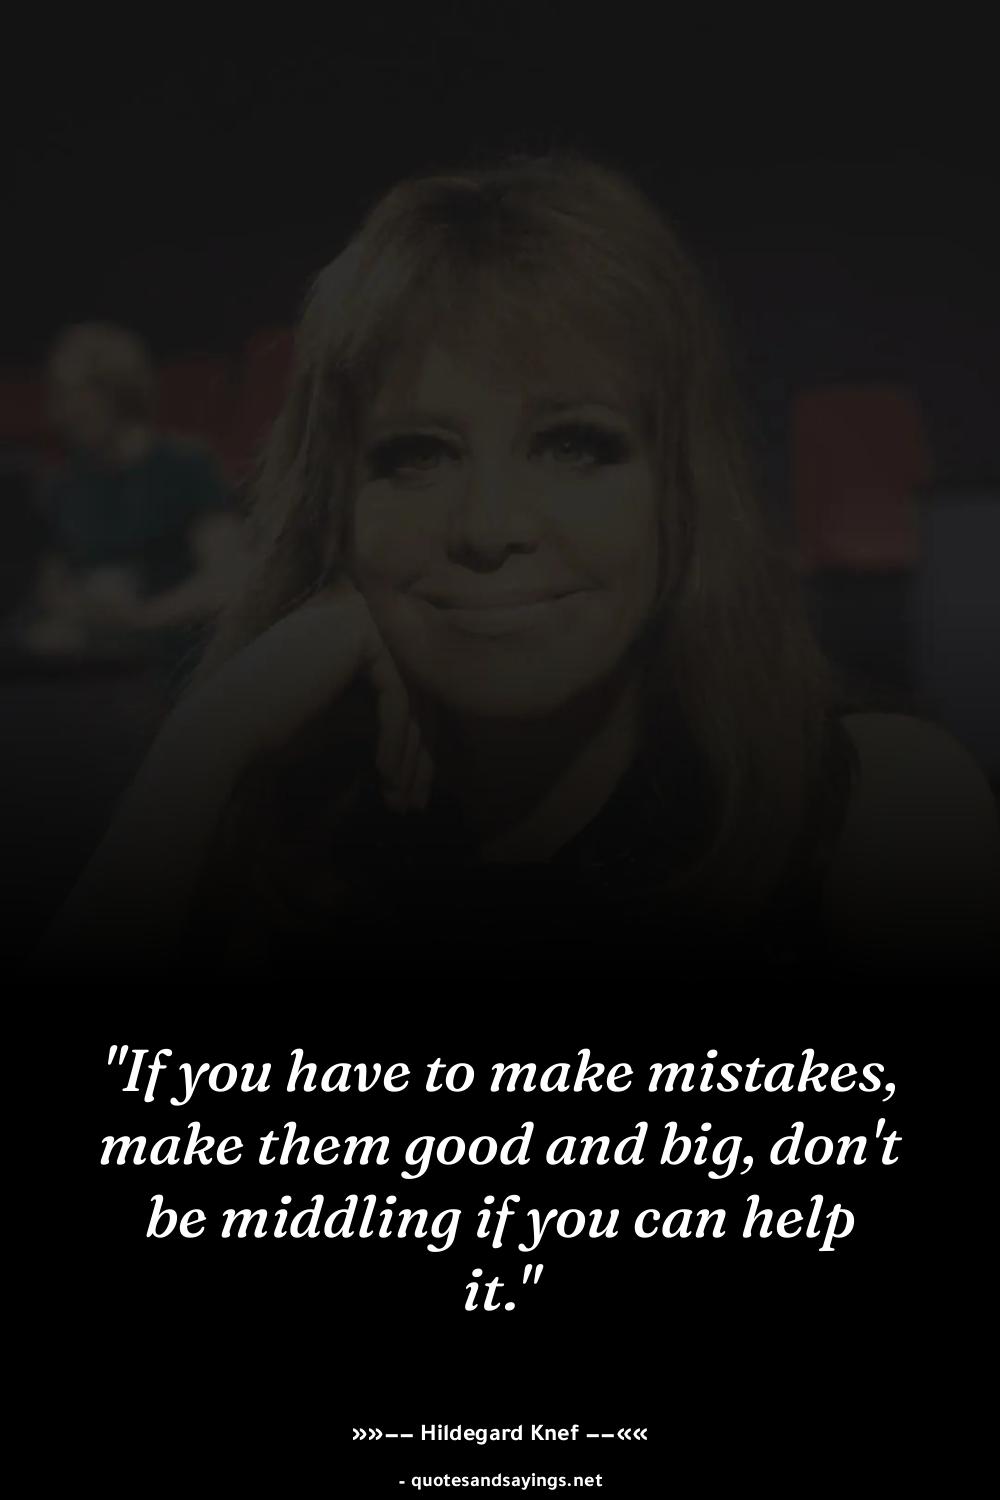 "If you have to make mistakes,
make them good and big, don't
be middling if you can help
it."
»»–– Hildegard Knef ––««
- quotesandsayings.net